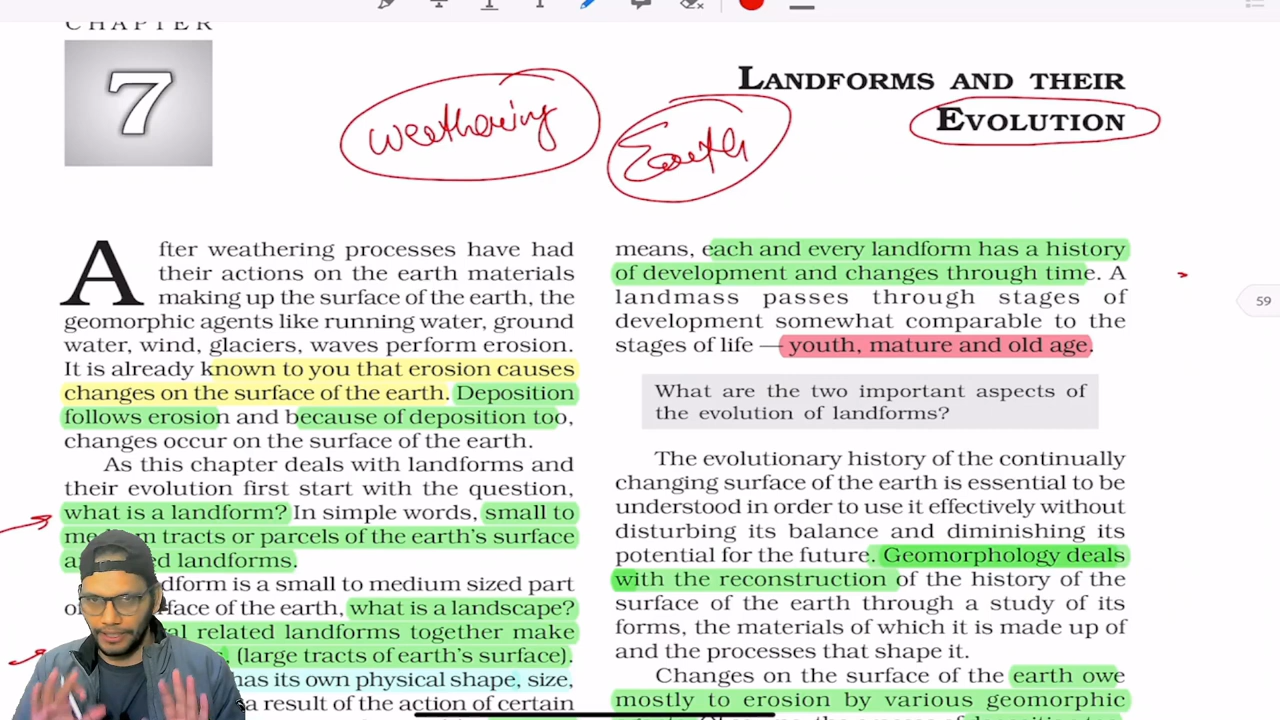 CHAPTER
7
weathering
Earth
LANDFORMS AND THEIR
EVOLUTION
After weathering processes have had
their actions on the earth materials
making up the surface of the earth, the
geomorphic agents like running water, ground
water, wind, glaciers, waves perform erosion.
It is already known to you that erosion causes
changes on the surface of the earth. Deposition
follows erosion and because of deposition too,
changes occur on the surface of the earth.
As this chapter deals with landforms and
their evolution first start with the question,
what is a landform? In simple words, small to
tracts or parcels of the earth's surface
landforms.
dform is a small to medium sized part
face of the earth, what is a landscape?
related landforms together make
(large tracts of earth's surface).
has its own physical shape, size,
a result of the action of certain
means, each and every landform has a history
of development and changes through time. A
landmass passes through stages of
development somewhat comparable to the
stages of life — youth, mature and old age.
What are the two important aspects of
the evolution of landforms?
The evolutionary history of the continually
changing surface of the earth is essential to be
understood in order to use it effectively without
disturbing its balance and diminishing its
potential for the future. Geomorphology deals
with the reconstruction of the history of the
surface of the earth through a study of its
forms, the materials of which it is made up of
and the processes that shape it.
Changes on the surface of the earth owe
mostly to erosion by various geomorphic
59